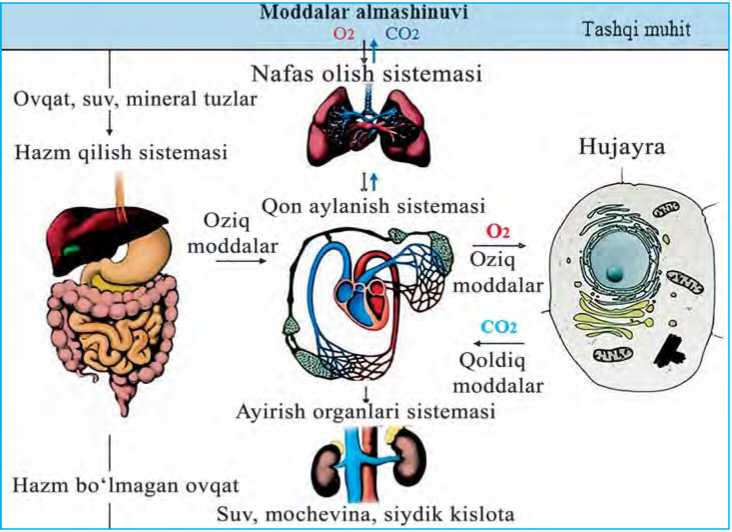 Moddalar almashinuvi
O2 CO2
Tashqi muhit
Nafas olish sistemasi
Ovqat, suv, mineral tuzlar
Hazm qilish sistemasi
Hujayra
Qon aylanish sistemasi
Oziq
moddalar
O2
Oziq
moddalar
CO2
Qoldiq
moddalar
Ayirish organlari sistemasi
Hazm bo‘lmagan ovqat
Suv, mochevina, siydik kislota